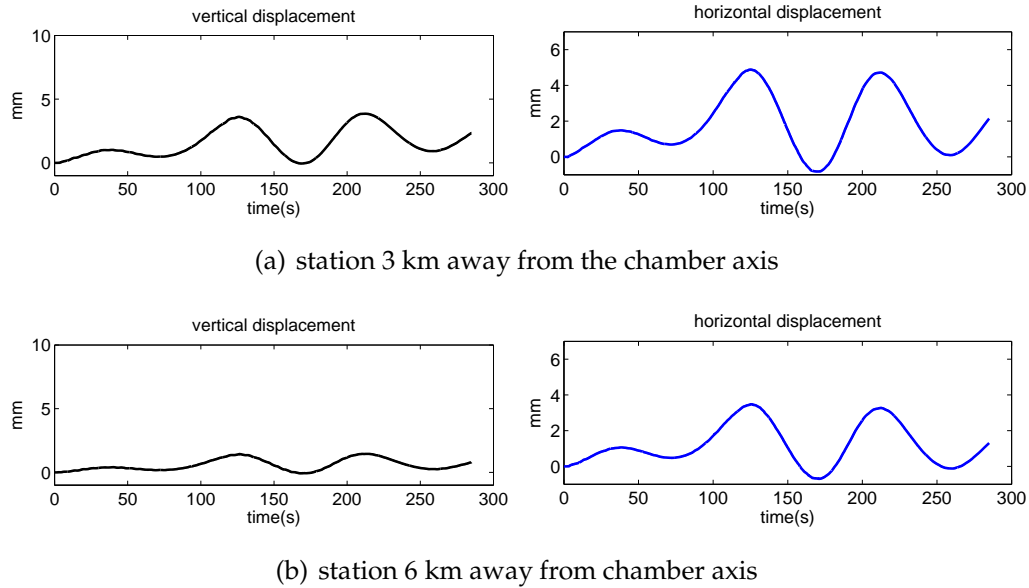 vertical displacement
10
5
0
mm
0 50 100 150 200 250 300
time(s)
horizontal displacement
6
4
2
0
mm
0 50 100 150 200 250 300
time(s)
(a) station 3 km away from the chamber axis
vertical displacement
10
5
0
mm
0 50 100 150 200 250 300
time(s)
horizontal displacement
6
4
2
0
mm
0 50 100 150 200 250 300
time(s)
(b) station 6 km away from chamber axis